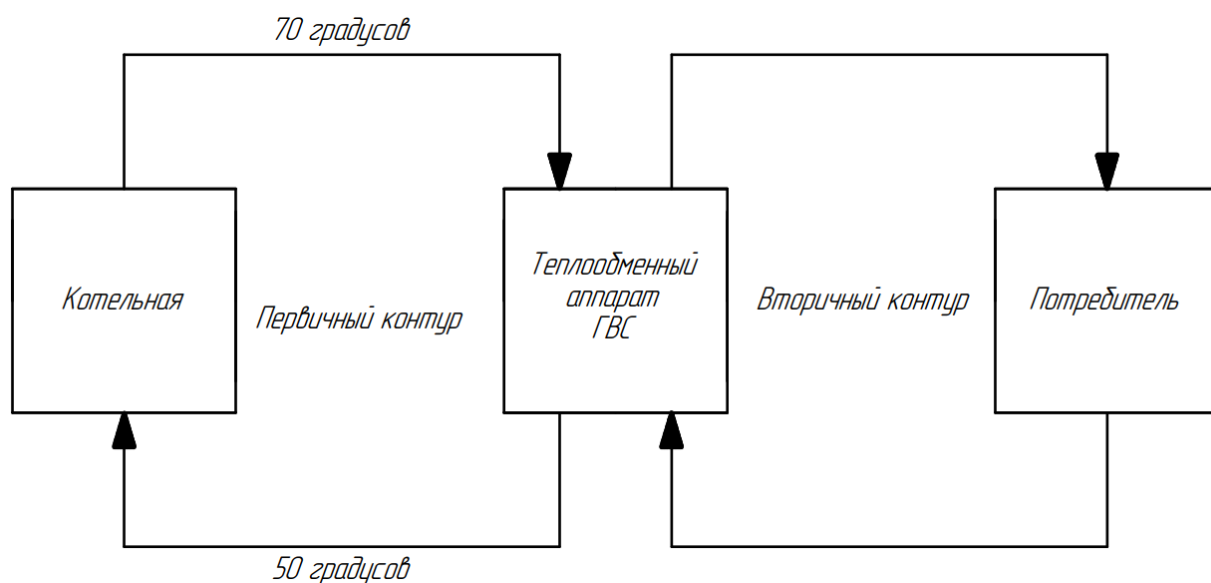 70 градусов
Котельная
Первичный контур
Теплообменный
аппарат
ГВС
Вторичный контур
Потребитель
50 градусов